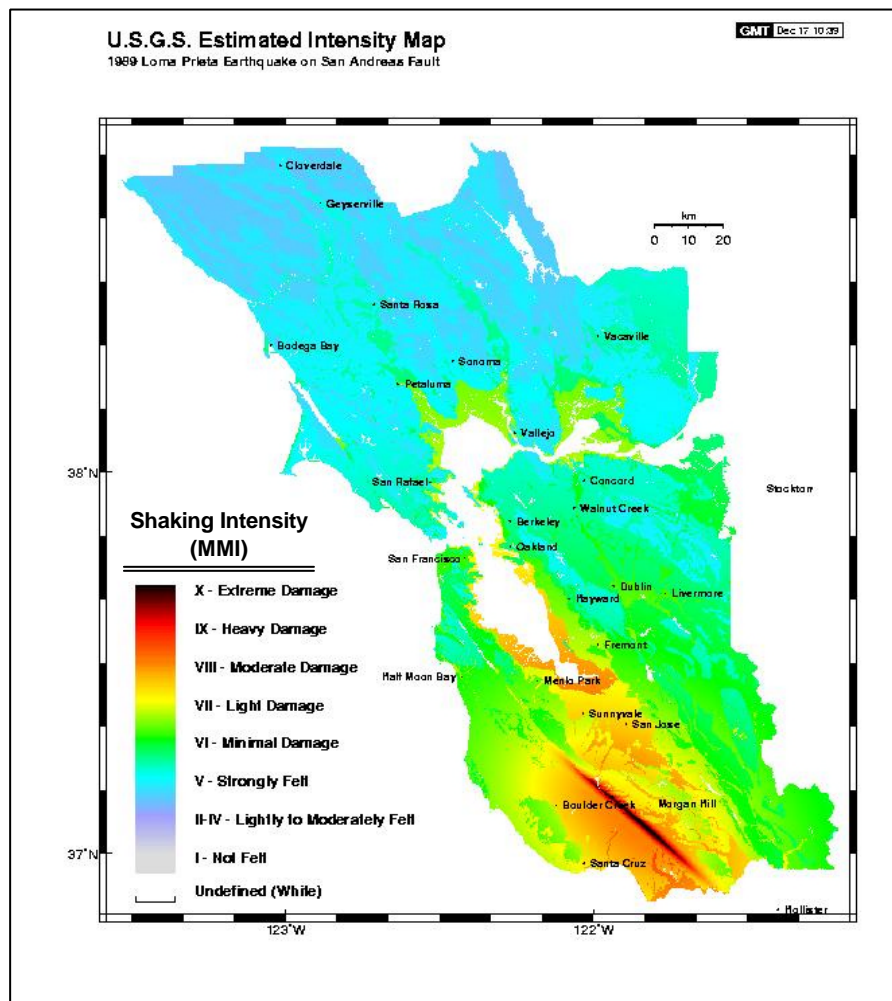 U.S.G.S. Estimated Intensity Map
1989 Loma Prieta Earthquake on San Andreas Fault
GMT Dec 17 10:39
Cloverdale
Geyserville
km
0 10 20
Santa Rosa
Vacaville
Bodega Bay
Sonoma
Petaluma
Vallejo
38°N
San Rafael
Concord
Stockton
Walnut Creek
Shaking Intensity
(MMI)
Berkeley
Oakland
San Francisco
X - Extreme Damage
Dublin
Livermore
Hayward
IX - Heavy Damage
Fremont
VIII - Moderate Damage
Half Moon Bay
Menlo Park
VII - Light Damage
Sunnyvale
San Jose
VI - Minimal Damage
V - Strongly Felt
Boulder Creek
Morgan Hill
II-IV - Lightly to Moderately Felt
37°N
I - Not Felt
Santa Cruz
Undefined (White)
Hollister
123°W
122°W